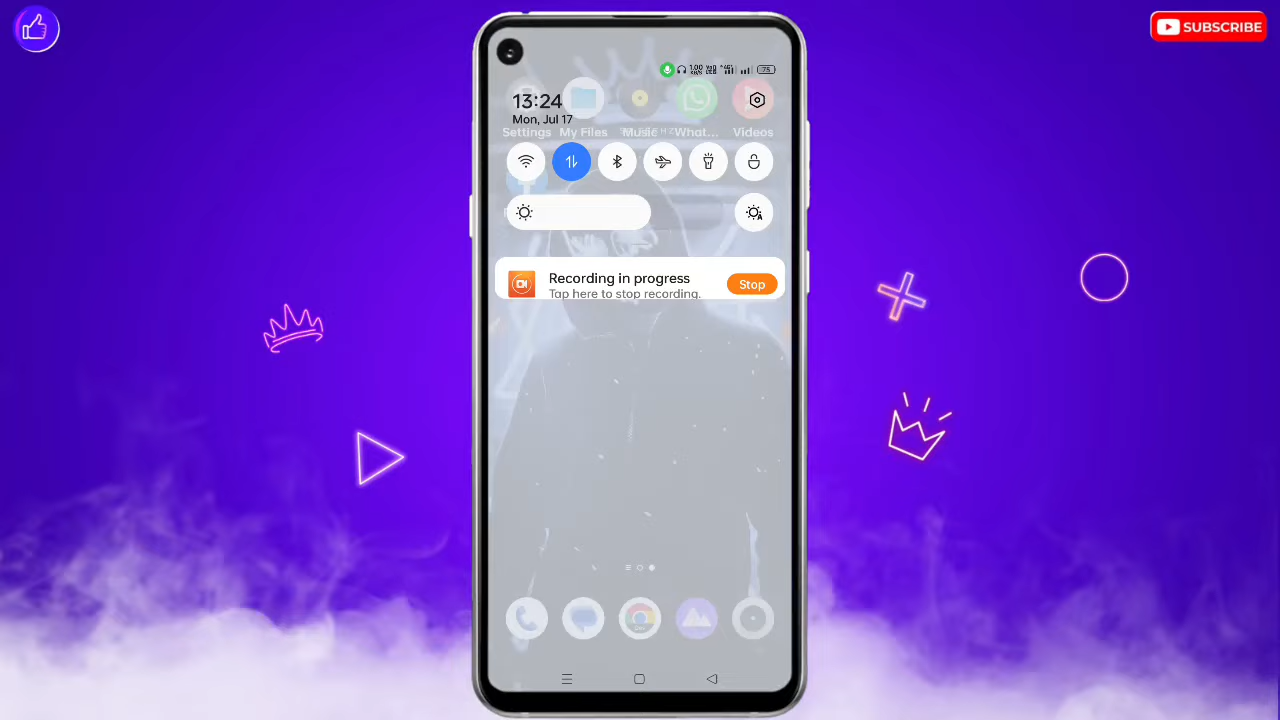 SUBSCRIBE
75
13:24
Mon, Jul 17
Settings My Files Music What... Videos
Recording in progress
Tap here to stop recording.
Stop